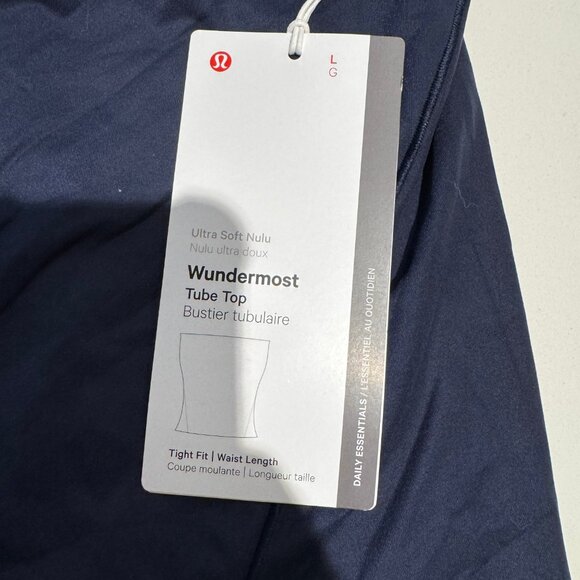 L
G
Ultra Soft Nulu
Nulu ultra doux
Wundermost
Tube Top
Bustier tubulaire
Tight Fit | Waist Length
Coupe moulante | Longueur taille
DAILY ESSENTIALS / L'ESSENTIEL AU QUOTIDIEN